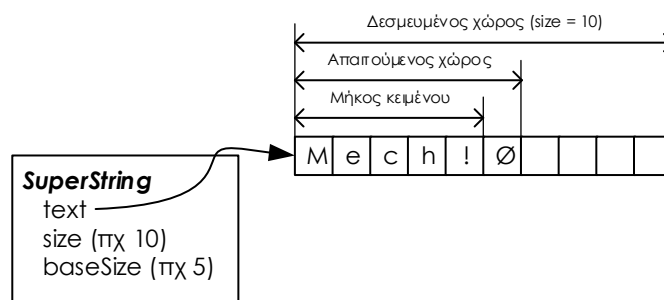 Δεσμευμένος χώρος (size = 10)
Απαιτούμενος χώρος
Μήκος κειμένου
M e c h ! Ø
SuperString
text
size (πχ 10)
baseSize (πχ 5)